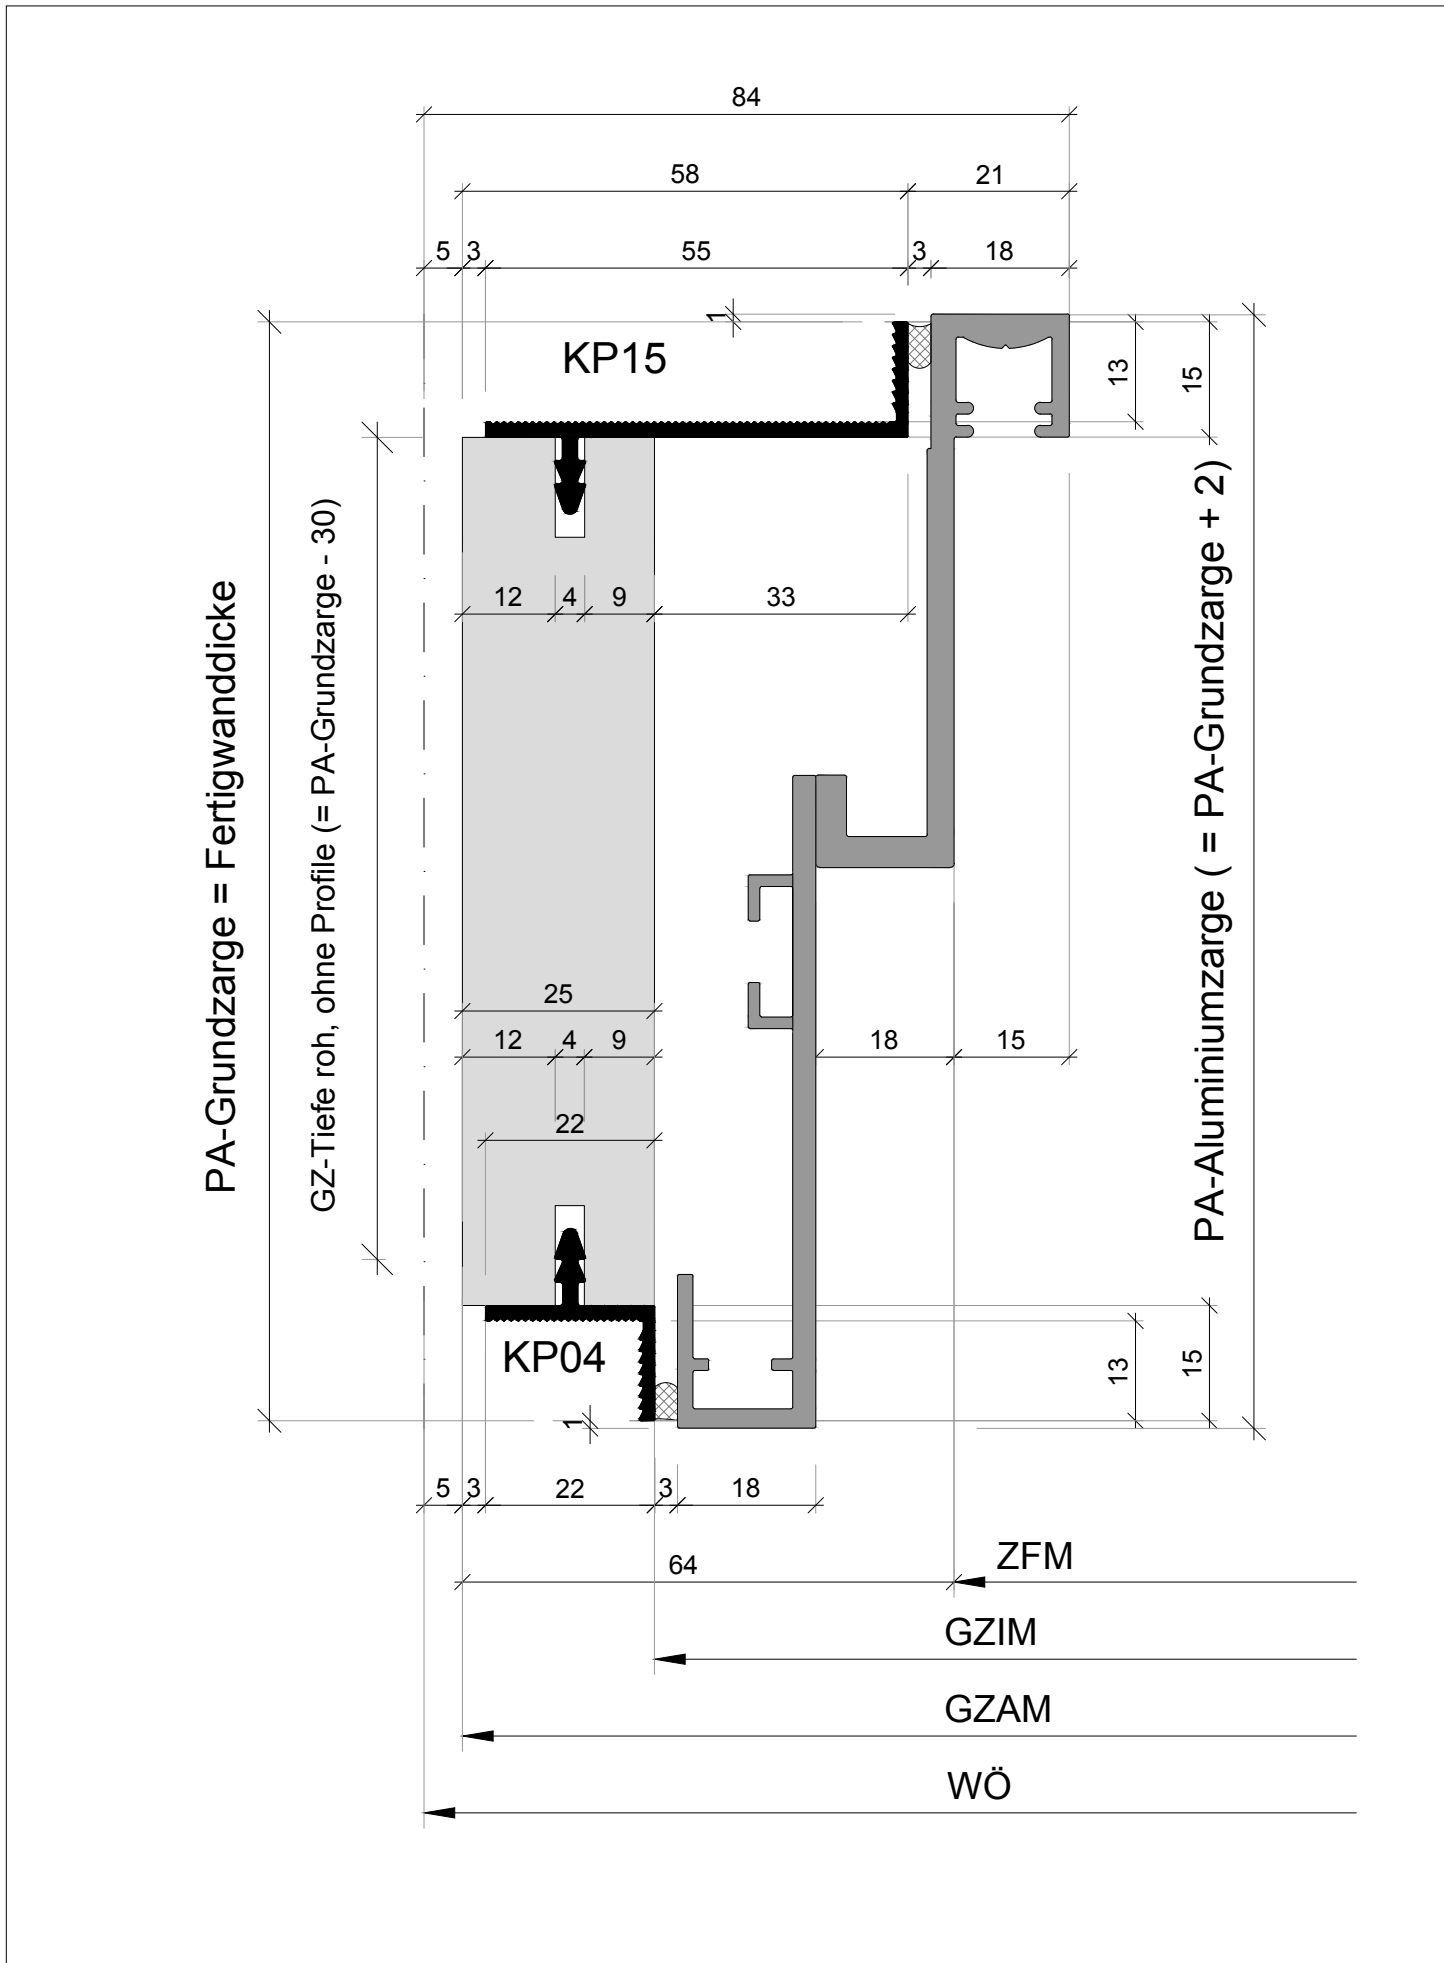 84
58 21
5 3 55 3 18
1
KP15
13
15
PA-Grundzarge = Fertigwanddicke
GZ-Tiefe roh, ohne Profile (= PA-Grundzarge - 30)
PA-Aluminiumzarge ( = PA-Grundzarge + 2)
12 4 9 33
25
12 4 9 18 15
22
KP04
13
15
1
5 3 22 3 18
64
ZFM
GZIM
GZAM
WÖ